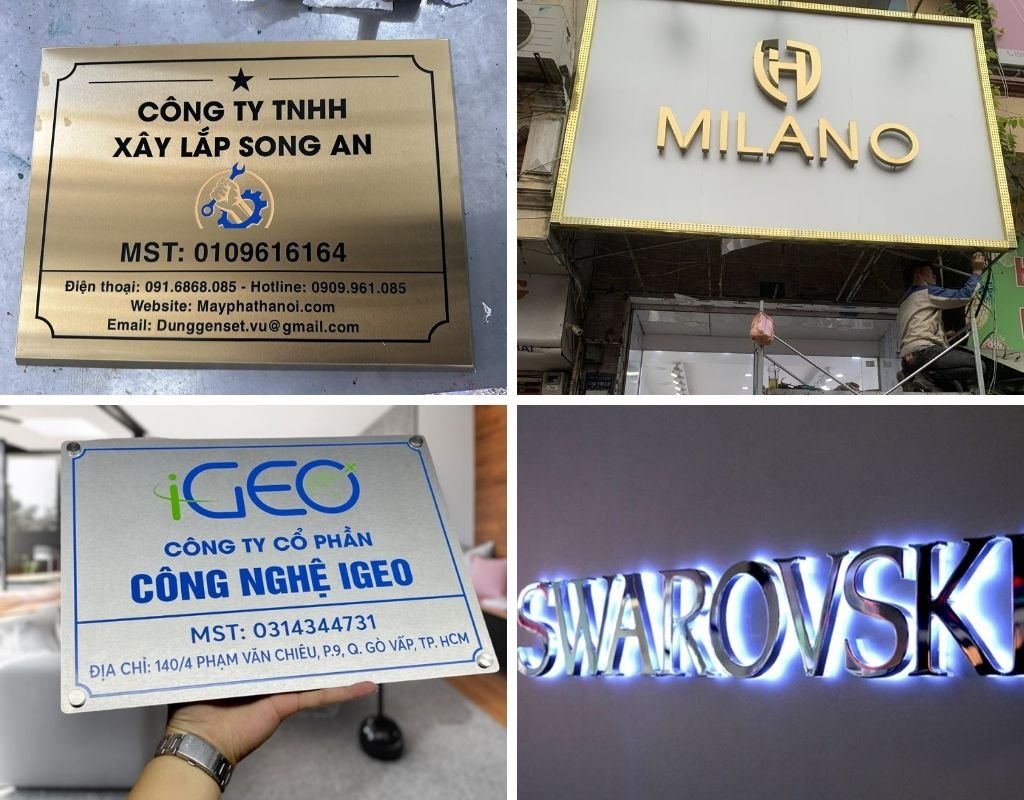 CÔNG TY TNHH
XÂY LẮP SONG AN
MST: 0109616164
Điện thoại: 091.6868.085 - Hotline: 0909.961.085
Website: Mayphathanoi.com
Email: Dunggenset.vu@gmail.com
H
MILANO
iGEO
CÔNG TY CỔ PHẦN
CÔNG NGHỆ IGEO
MST: 0314344731
ĐỊA CHỈ: 140/4 PHẠM VĂN CHIÊU, P.9, Q. GÒ VẤP, TP. HCM
SWAROVSK